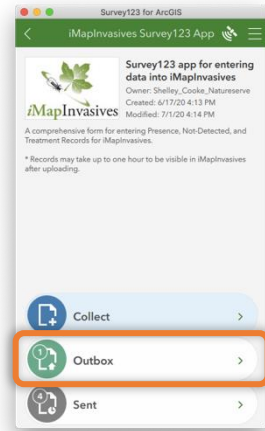 Survey123 for ArcGIS
iMapInvasives Survey123 App
iMapInvasives
Survey123 app for entering
data into iMapInvasives
Owner: Shelley_Cooke_Natureserve
Created: 6/17/20 4:13 PM
Modified: 7/1/20 4:14 PM
A comprehensive form for entering Presence, Not-Detected, and
Treatment Records for iMapInvasives.
* Records may take up to one hour to be visible in iMapInvasives
after uploading.
Collect
1
Outbox
4
Sent